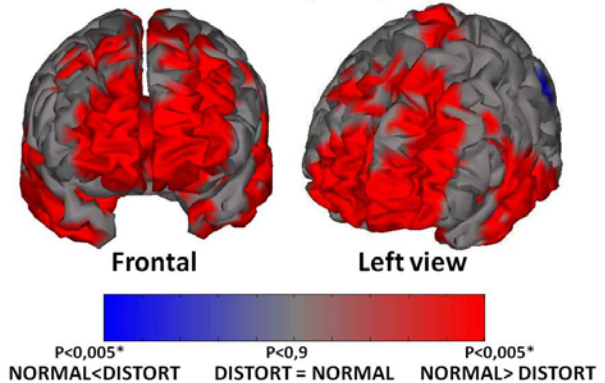 Frontal
Left view
P<0,005* P<0,9 P<0,005*
NORMAL<DISTORT DISTORT = NORMAL NORMAL> DISTORT